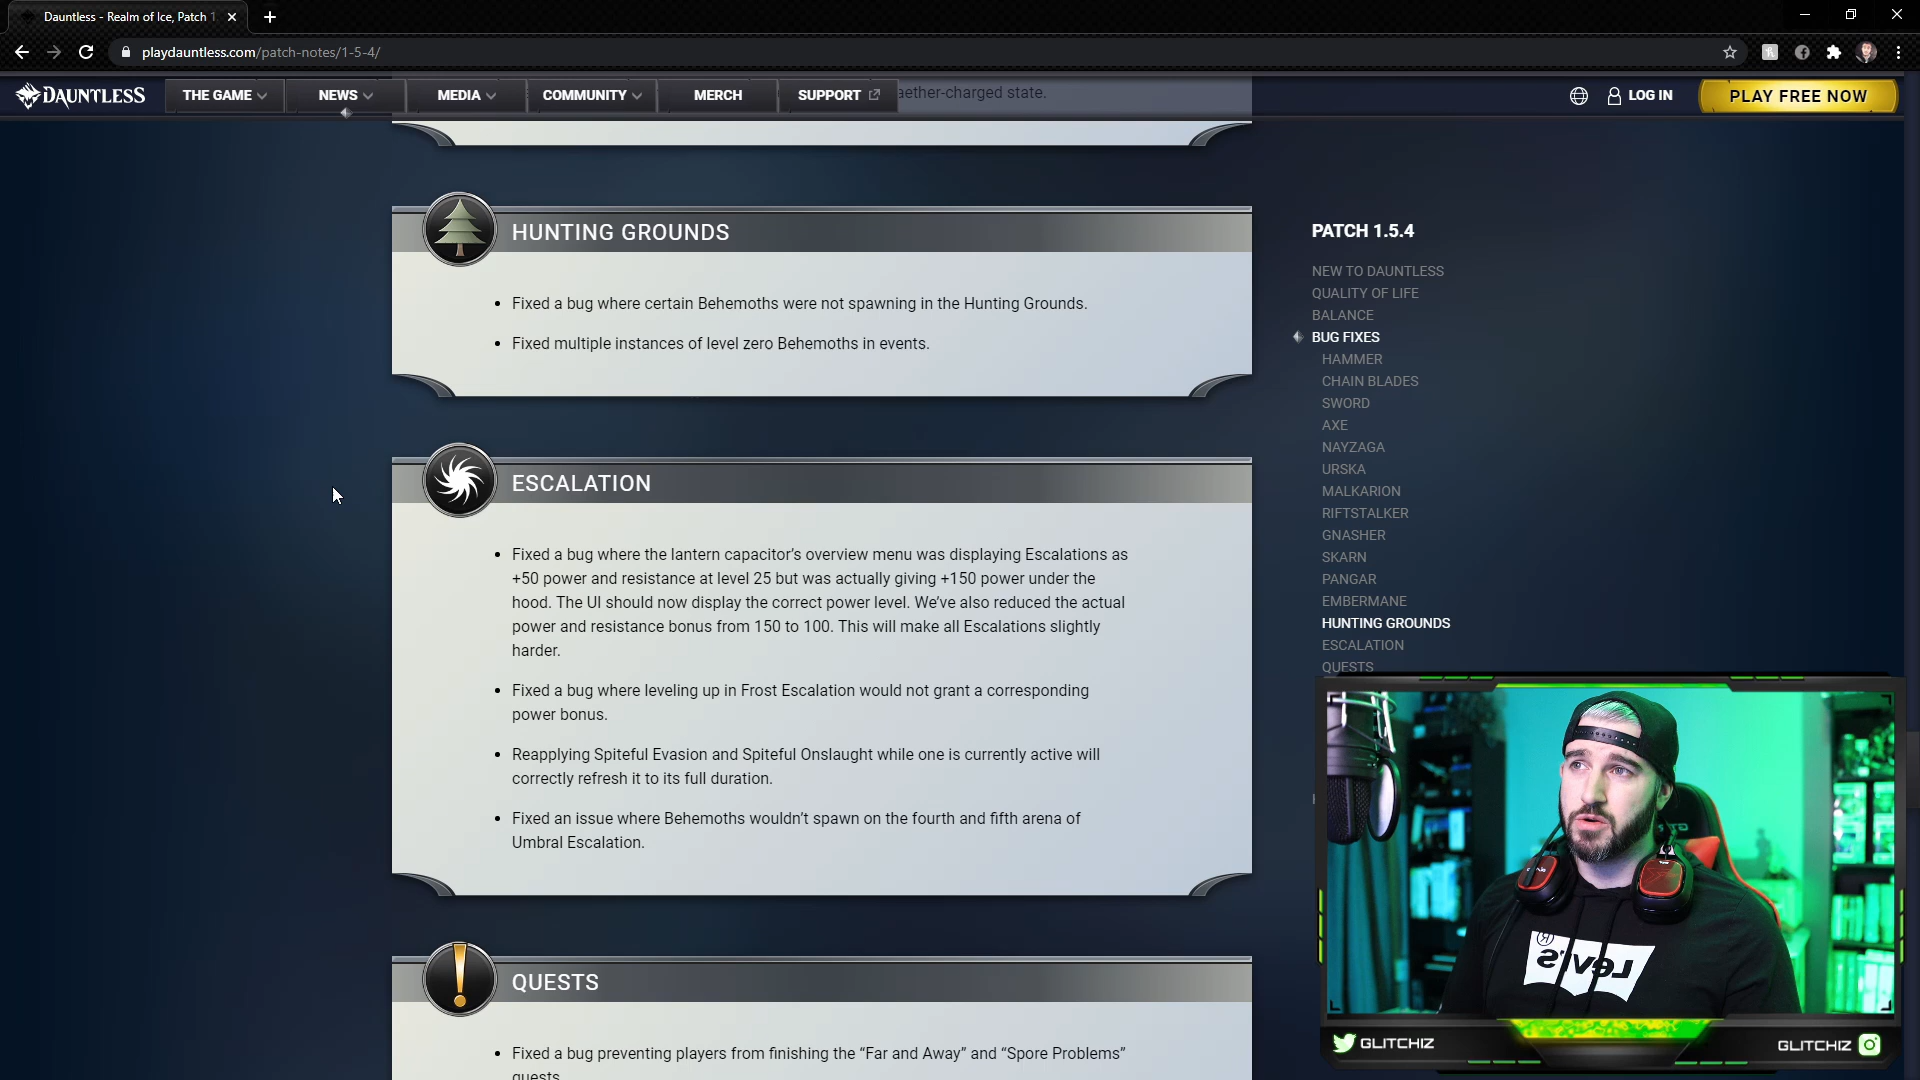 Dauntless - Realm of Ice, Patch 1
playdauntless.com/patch-notes/1-5-4/
DAUNTLESS
THE GAME
NEWS
MEDIA
COMMUNITY
MERCH
SUPPORT
aether-charged state.
LOG IN
PLAY FREE NOW
HUNTING GROUNDS
• Fixed a bug where certain Behemoths were not spawning in the Hunting Grounds.
• Fixed multiple instances of level zero Behemoths in events.
ESCALATION
• Fixed a bug where the lantern capacitor's overview menu was displaying Escalations as
+50 power and resistance at level 25 but was actually giving +150 power under the
hood. The UI should now display the correct power level. We've also reduced the actual
power and resistance bonus from 150 to 100. This will make all Escalations slightly
harder.
• Fixed a bug where leveling up in Frost Escalation would not grant a corresponding
power bonus.
• Reapplying Spiteful Evasion and Spiteful Onslaught while one is currently active will
correctly refresh it to its full duration.
• Fixed an issue where Behemoths wouldn't spawn on the fourth and fifth arena of
Umbral Escalation.
QUESTS
• Fixed a bug preventing players from finishing the “Far and Away” and “Spore Problems”
quests
PATCH 1.5.4
NEW TO DAUNTLESS
QUALITY OF LIFE
BALANCE
BUG FIXES
HAMMER
CHAIN BLADES
SWORD
AXE
NAYZAGA
URSKA
MALKARION
RIFTSTALKER
GNASHER
SKARN
PANGAR
EMBERMANE
HUNTING GROUNDS
ESCALATION
QUESTS
Levi's®
GLITCHIZ
GLITCHIZ